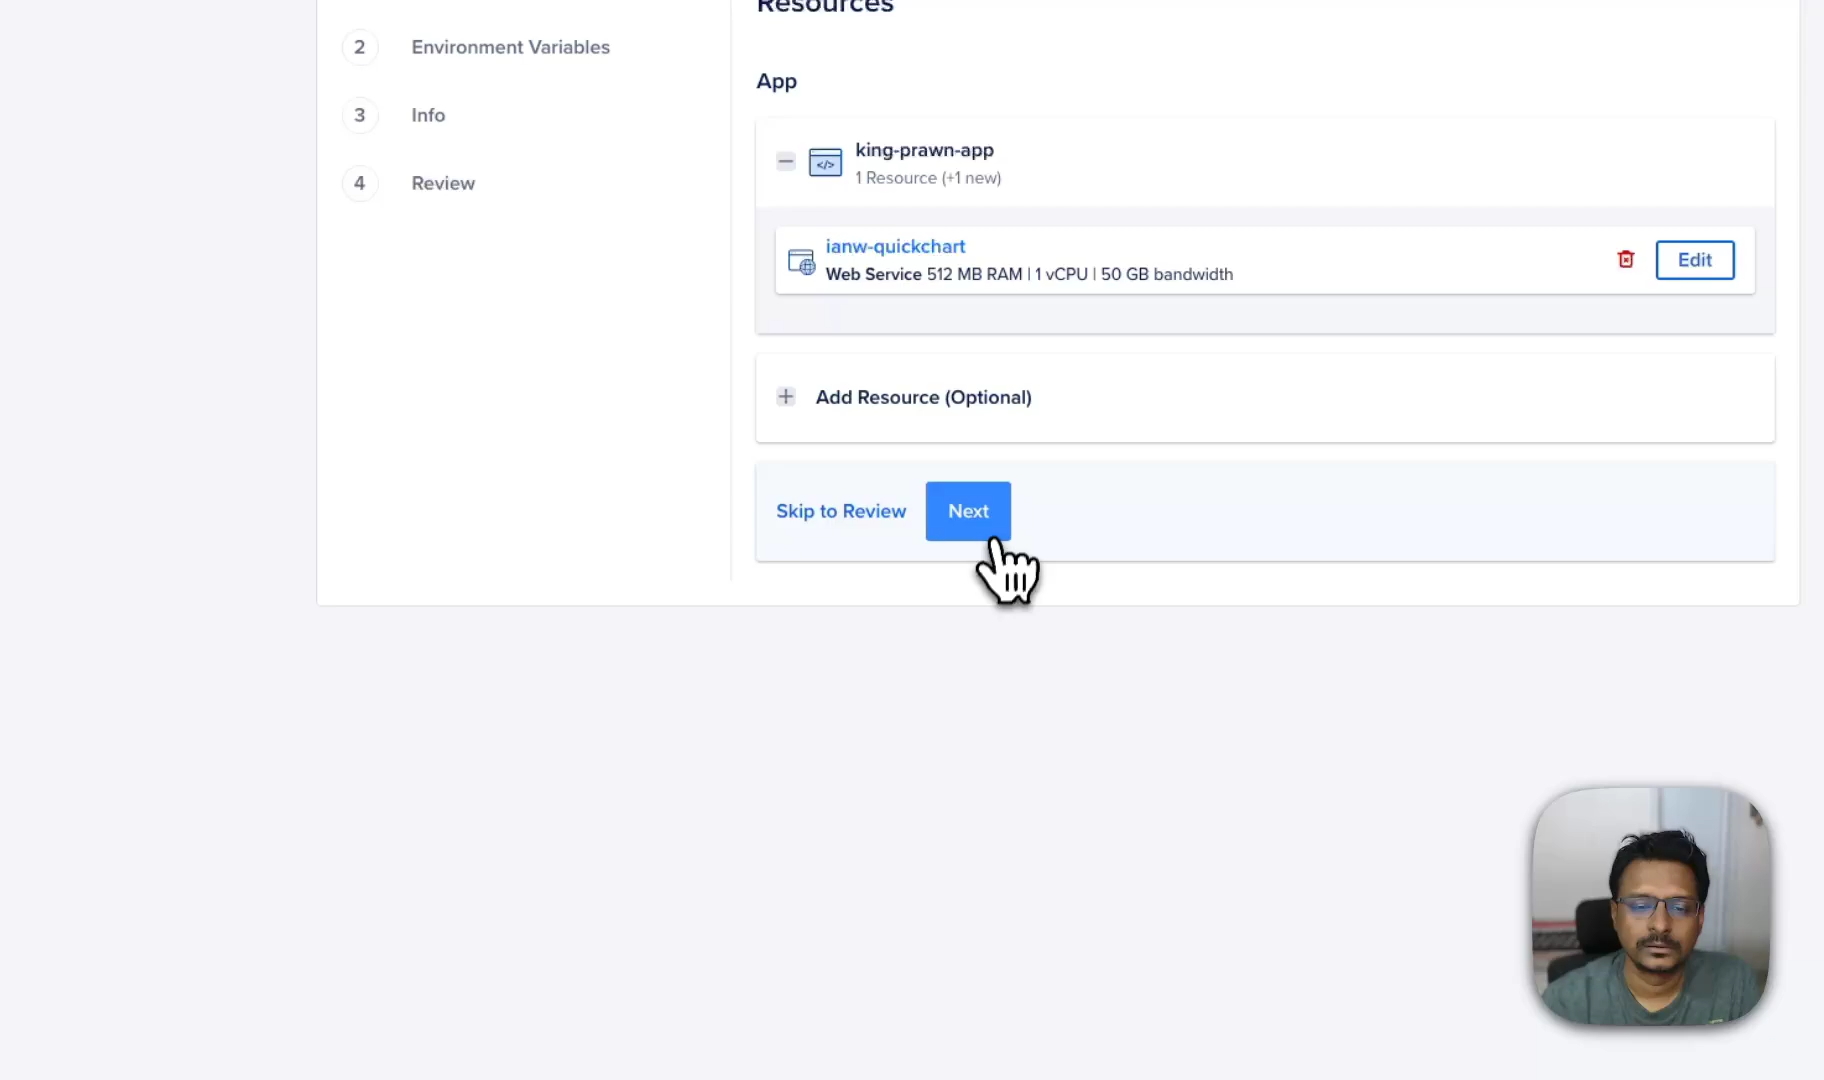 Resources
2 Environment Variables
App
3 Info
king-prawn-app
1 Resource (+1 new)
4 Review
ianw-quickchart
Web Service 512 MB RAM | 1 vCPU | 50 GB bandwidth
Edit
Add Resource (Optional)
Skip to Review
Next